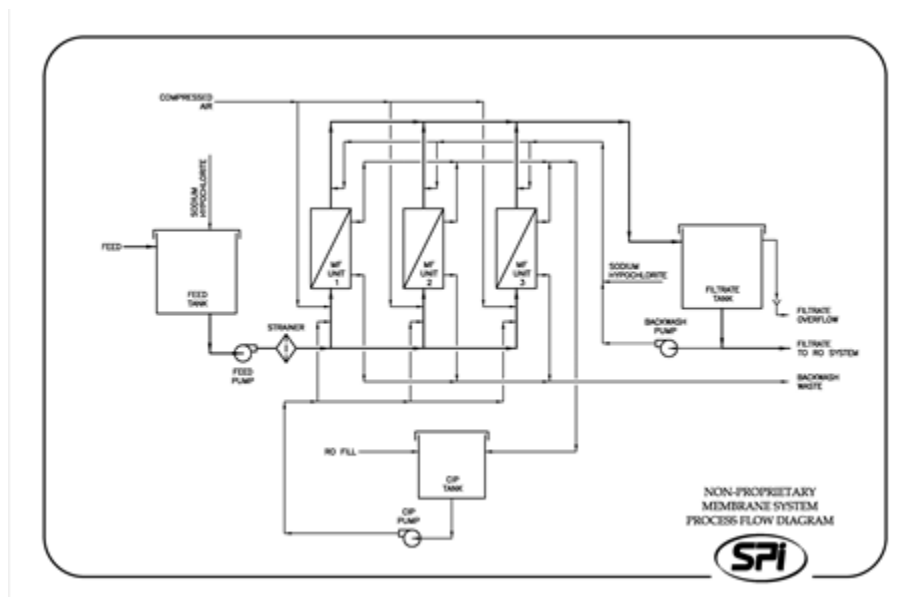 COMPRESSED
AIR
SODIUM
HYPOCHLORITE
FEED
FEED
TANK
STRAINER
FEED
PUMP
MF
UNIT
1
MF
UNIT
2
MF
UNIT
3
SODIUM
HYPOCHLORITE
FILTRATE
TANK
BACKWASH
PUMP
FILTRATE
OVERFLOW
FILTRATE
TO RO SYSTEM
BACKWASH
WASTE
RO FILL
CIP
TANK
CIP
PUMP
NON-PROPRIETARY
MEMBRANE SYSTEM
PROCESS FLOW DIAGRAM
SPi